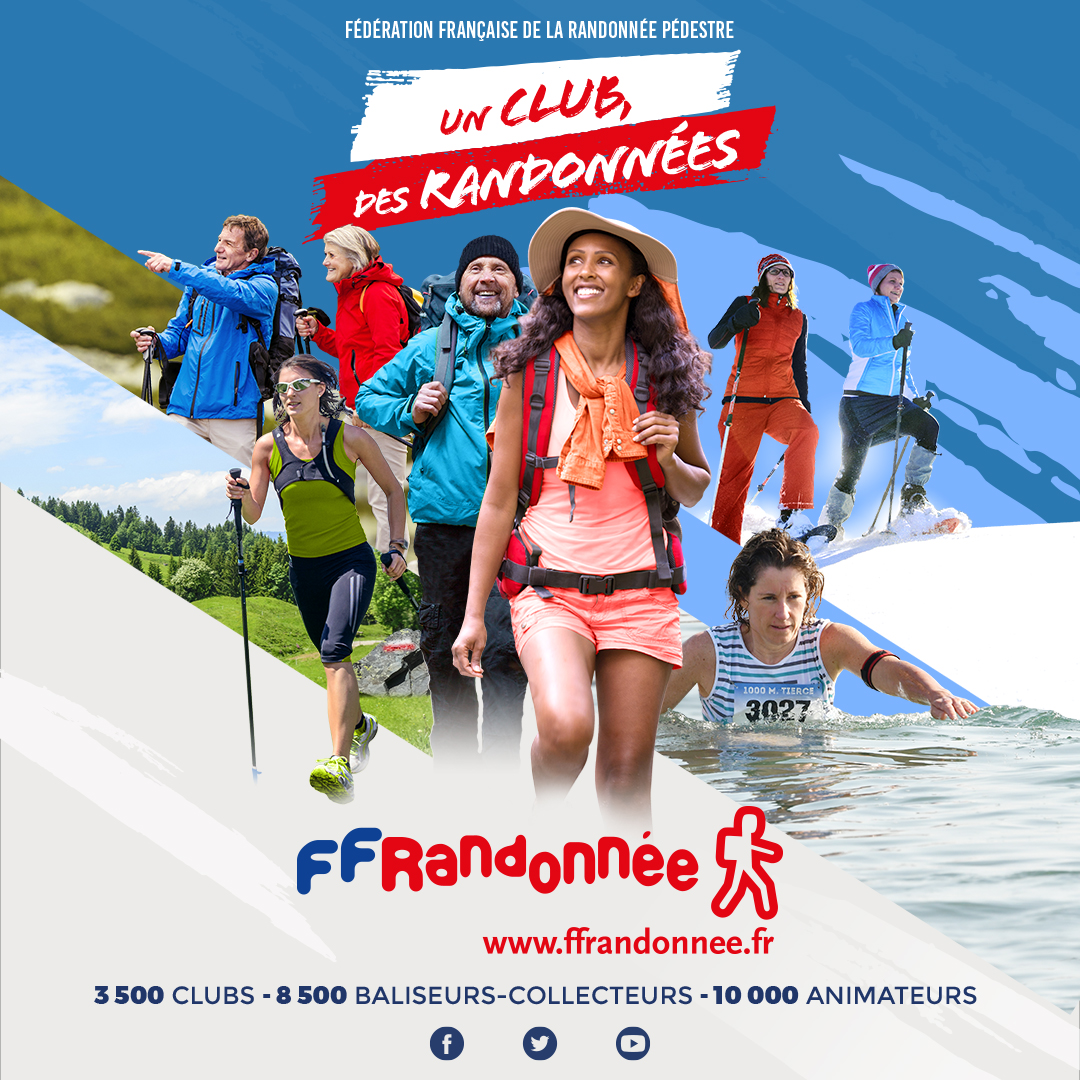 FÉDÉRATION FRANÇAISE DE LA RANDONNÉE PÉDESTRE
UN CLUB,
DES RANDONNÉES
1000 M. TIERCE
3027
FFRandonnée
www.ffrandonnee.fr
3 500 CLUBS - 8 500 BALISEURS-COLLECTEURS - 10 000 ANIMATEURS